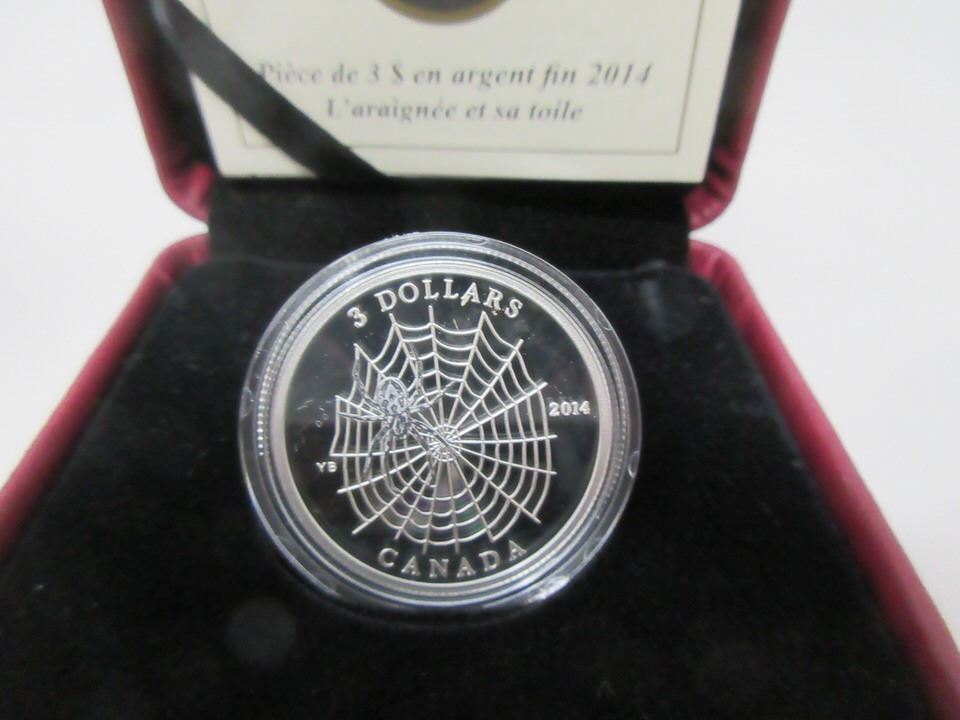 Pièce de 3 $ en argent fin 2014
L'araignée et sa toile
3 DOLLARS
2014
YB
CANADA